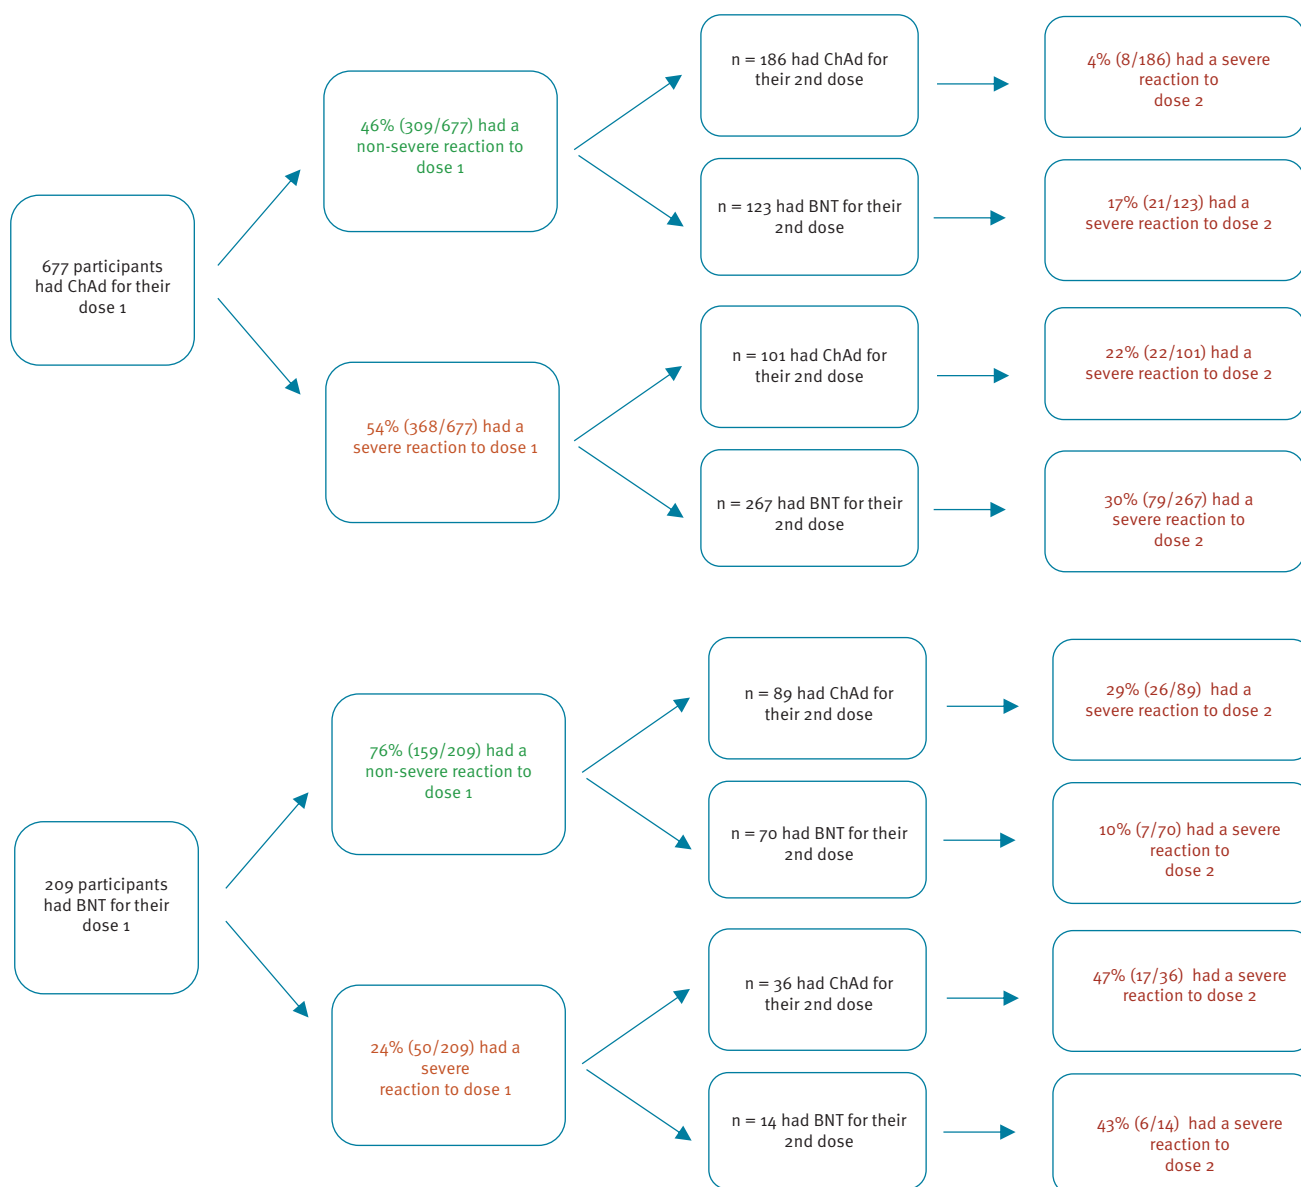 677 participants
had ChAd for their
dose 1
46% (309/677) had a
non-severe reaction to
dose 1
n = 186 had ChAd for
their 2nd dose
4% (8/186) had a severe
reaction to
dose 2
n = 123 had BNT for their
2nd dose
17% (21/123) had a
severe reaction to dose 2
54% (368/677) had a
severe reaction to dose 1
n = 101 had ChAd for
their 2nd dose
22% (22/101) had a
severe reaction to dose 2
n = 267 had BNT for their
2nd dose
30% (79/267) had a
severe reaction to
dose 2
209 participants
had BNT for their
dose 1
76% (159/209) had a
non-severe reaction to
dose 1
n = 89 had ChAd for
their 2nd dose
29% (26/89) had a
severe reaction to dose 2
n = 70 had BNT for their
2nd dose
10% (7/70) had a severe
reaction to
dose 2
24% (50/209) had a
severe
reaction to dose 1
n = 36 had ChAd for
their 2nd dose
47% (17/36) had a severe
reaction to dose 2
n = 14 had BNT for their
2nd dose
43% (6/14) had a severe
reaction to
dose 2